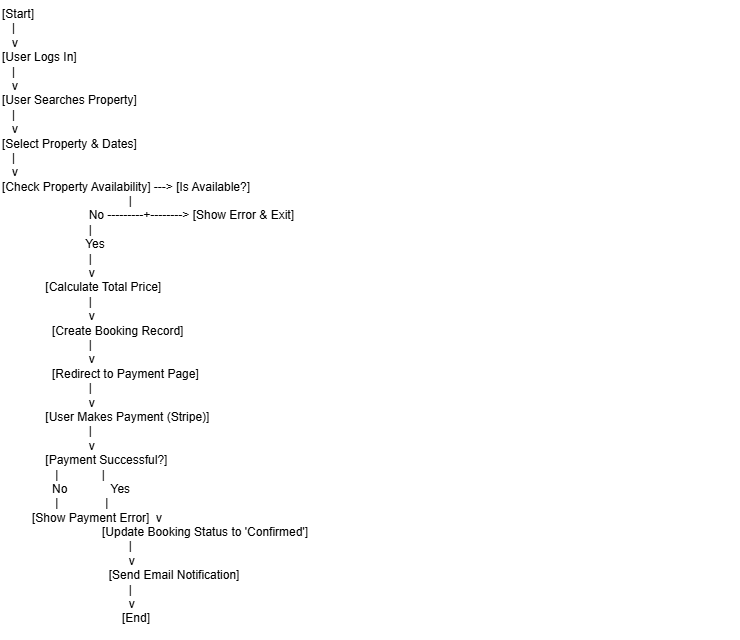 [Start]
|
v
[User Logs In]
|
v
[User Searches Property]
|
v
[Select Property & Dates]
|
v
[Check Property Availability] ---> [Is Available?]
|
No ---------+--------> [Show Error & Exit]
|
Yes
|
v
[Calculate Total Price]
|
v
[Create Booking Record]
|
v
[Redirect to Payment Page]
|
v
[User Makes Payment (Stripe)]
|
v
[Payment Successful?]
| |
No Yes
| |
[Show Payment Error] v
[Update Booking Status to 'Confirmed']
|
v
[Send Email Notification]
|
v
[End]